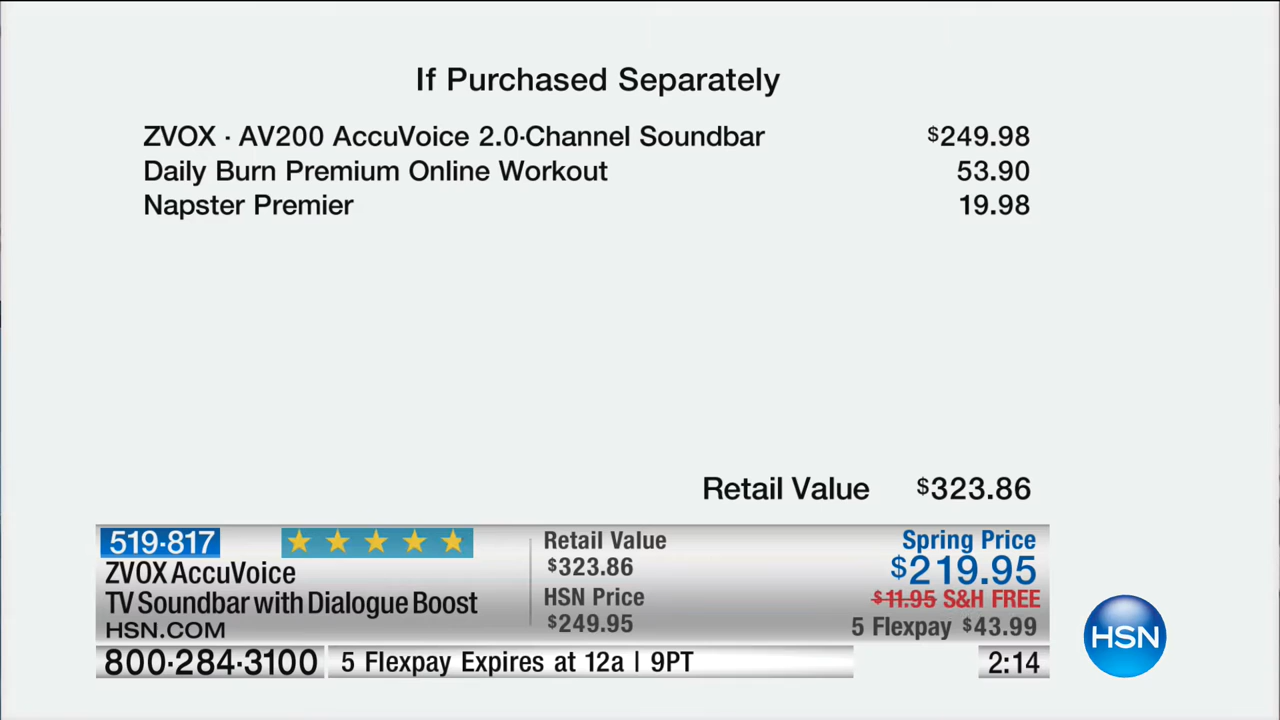 If Purchased Separately
ZVOX · AV200 AccuVoice 2.0·Channel Soundbar $249.98
Daily Burn Premium Online Workout 53.90
Napster Premier 19.98
Retail Value $323.86
519·817
ZVOX AccuVoice
TV Soundbar with Dialogue Boost
HSN.COM
Retail Value
$323.86
HSN Price
$249.95
Spring Price
$219.95
$11.95 S&H FREE
5 Flexpay $43.99
HSN
800·284·3100
5 Flexpay Expires at 12a | 9PT
2:14